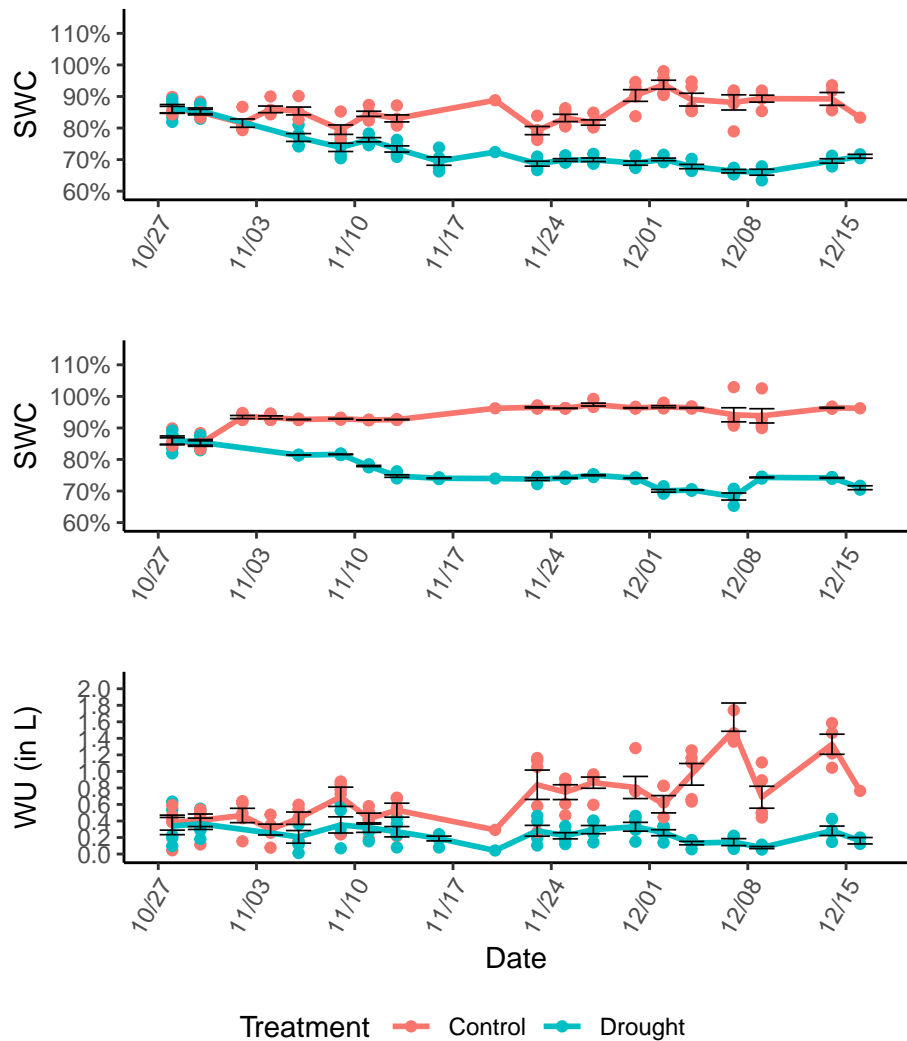 SWC
110%
100%
90%
80%
70%
60%
10/27 11/03 11/10 11/17 11/24 12/01 12/08 12/15
SWC
110%
100%
90%
80%
70%
60%
10/27 11/03 11/10 11/17 11/24 12/01 12/08 12/15
WU (in L)
2.0
1.8
1.6
1.4
1.2
1.0
0.8
0.6
0.4
0.2
0.0
10/27 11/03 11/10 11/17 11/24 12/01 12/08 12/15
Date
Treatment Control Drought